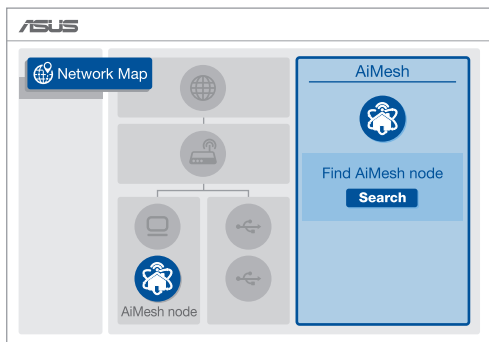 ASUS
Network Map
AiMesh
Find AiMesh node
Search
AiMesh node